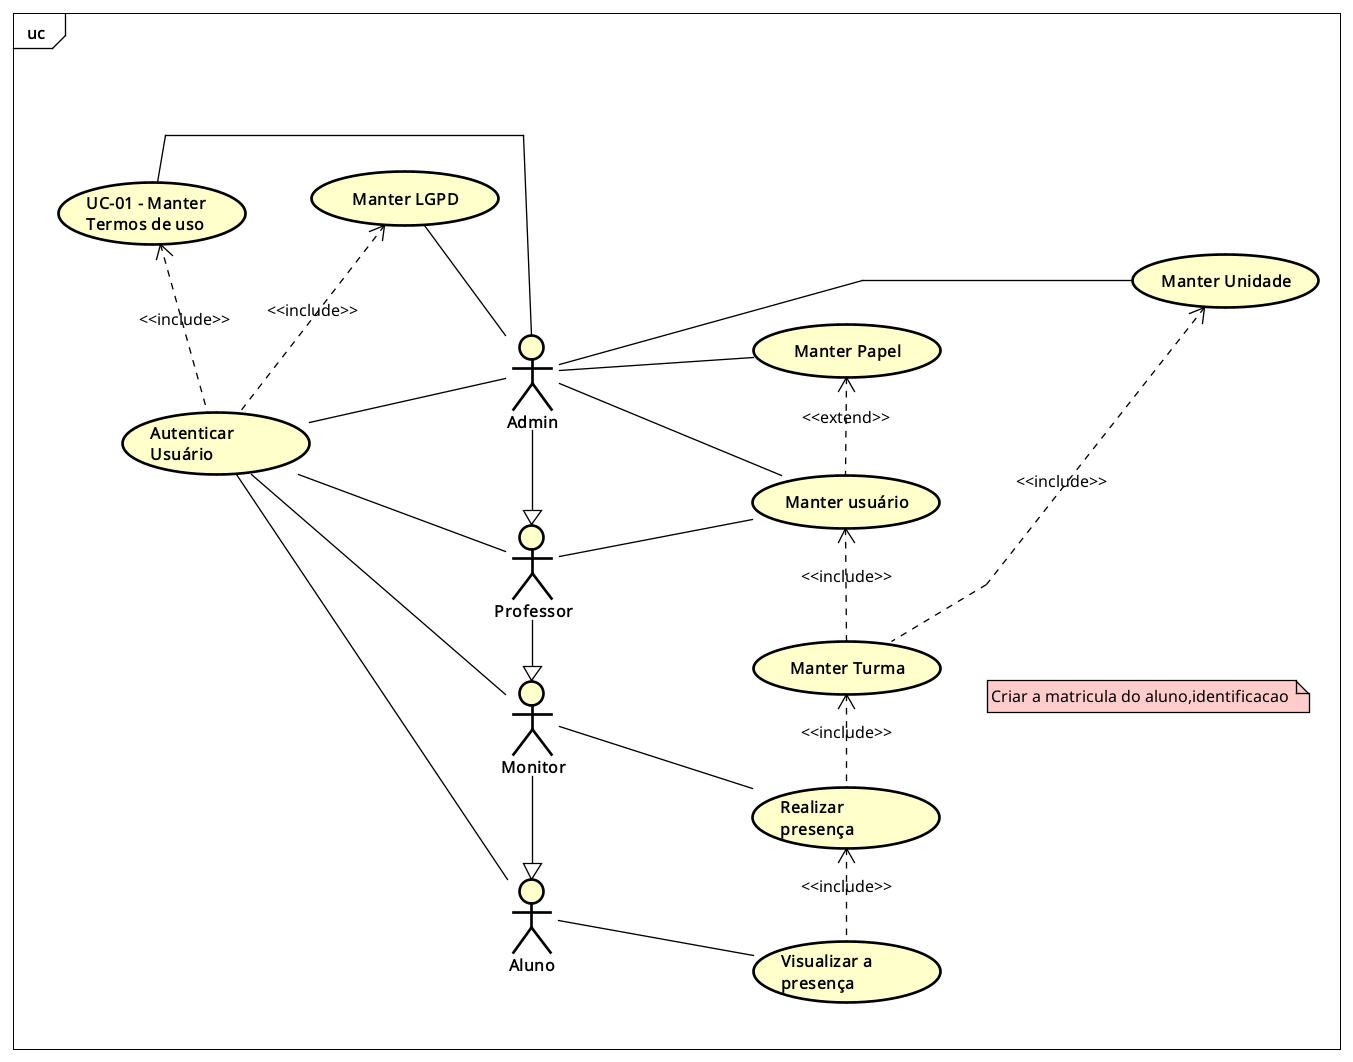 uc
UC-01 - Manter
Termos de uso
Manter LGPD
Manter Unidade
<<include>>
<<include>>
Manter Papel
Admin
<<extend>>
Autenticar
Usuário
<<include>>
Manter usuário
<<include>>
Professor
Manter Turma
Criar a matricula do aluno,identificacao
<<include>>
Monitor
Realizar
presença
<<include>>
Aluno
Visualizar a
presença